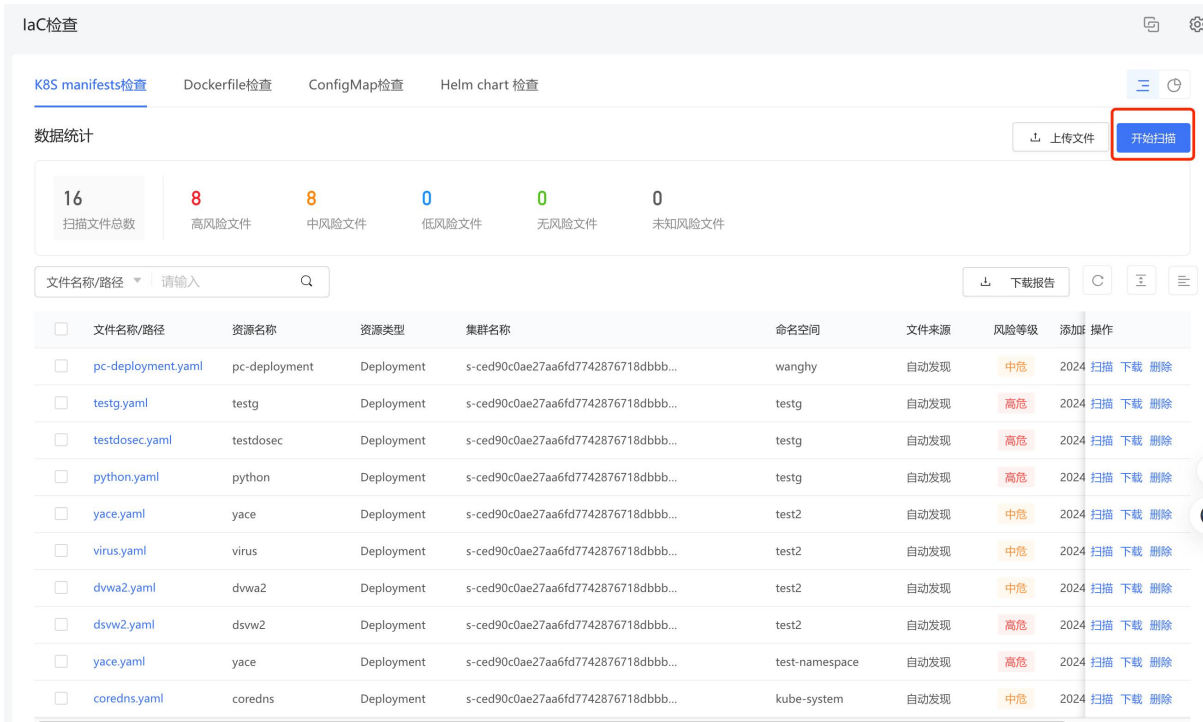 IaC检查
K8S manifests检查 Dockerfile检查 ConfigMap检查 Helm chart 检查
数据统计 上传文件 开始扫描
16 8 8 0 0 0
扫描文件总数 高风险文件 中风险文件 低风险文件 无风险文件 未知风险文件
文件名称/路径 请输入 下载报告
文件名称/路径 资源名称 资源类型 集群名称 命名空间 文件来源 风险等级 添加 操作
pc-deployment.yaml pc-deployment Deployment s-ced90c0ae27aa6fd7742876718dbbb... wanghy 自动发现 中危 2024 扫描 下载 删除
testg.yaml testg Deployment s-ced90c0ae27aa6fd7742876718dbbb... testg 自动发现 高危 2024 扫描 下载 删除
testdosec.yaml testdosec Deployment s-ced90c0ae27aa6fd7742876718dbbb... testg 自动发现 高危 2024 扫描 下载 删除
python.yaml python Deployment s-ced90c0ae27aa6fd7742876718dbbb... testg 自动发现 高危 2024 扫描 下载 删除
yace.yaml yace Deployment s-ced90c0ae27aa6fd7742876718dbbb... test2 自动发现 中危 2024 扫描 下载 删除
virus.yaml virus Deployment s-ced90c0ae27aa6fd7742876718dbbb... test2 自动发现 中危 2024 扫描 下载 删除
dvwa2.yaml dvwa2 Deployment s-ced90c0ae27aa6fd7742876718dbbb... test2 自动发现 中危 2024 扫描 下载 删除
dsvw2.yaml dsvw2 Deployment s-ced90c0ae27aa6fd7742876718dbbb... test2 自动发现 高危 2024 扫描 下载 删除
yace.yaml yace Deployment s-ced90c0ae27aa6fd7742876718dbbb... test-namespace 自动发现 高危 2024 扫描 下载 删除
coredns.yaml coredns Deployment s-ced90c0ae27aa6fd7742876718dbbb... kube-system 自动发现 中危 2024 扫描 下载 删除